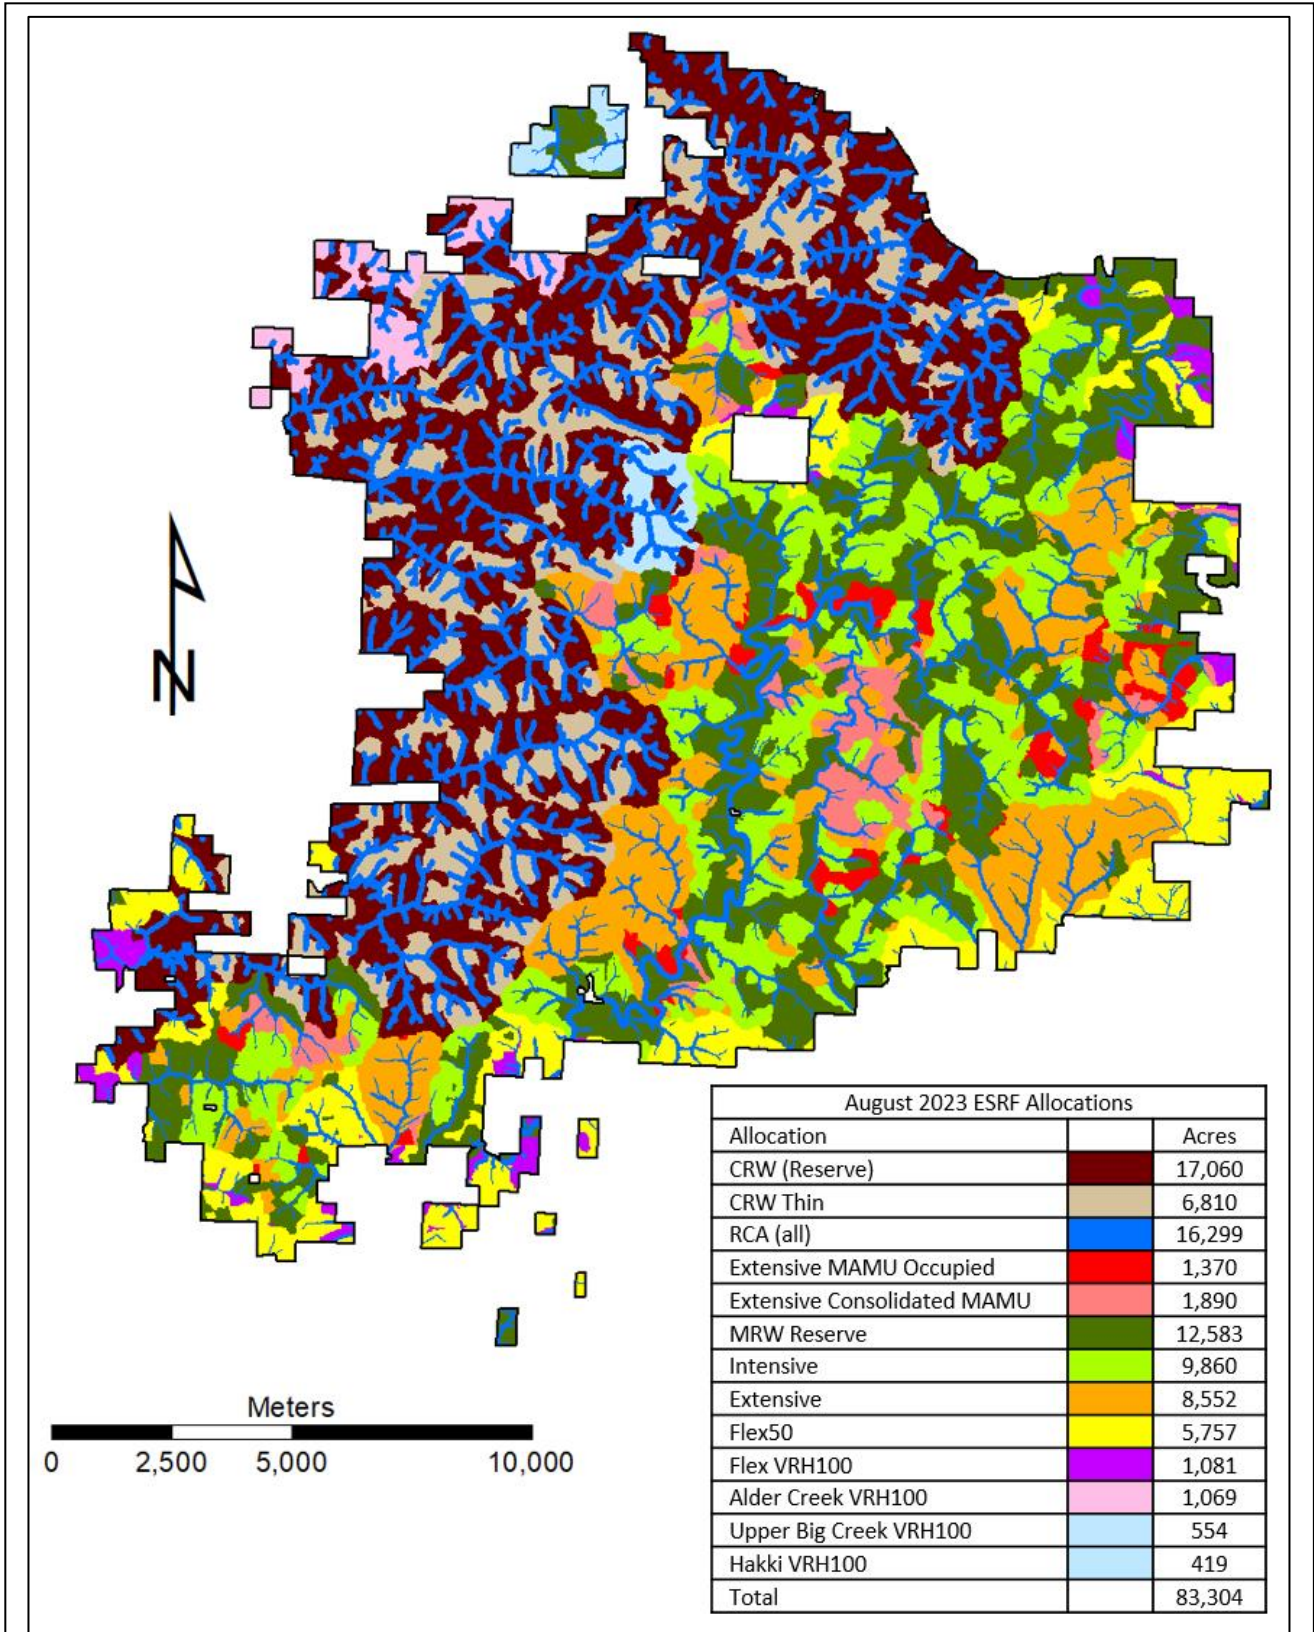 N
August 2023 ESRF Allocations
Allocation Acres
CRW (Reserve) 17,060
CRW Thin 6,810
RCA (all) 16,299
Extensive MAMU Occupied 1,370
Extensive Consolidated MAMU 1,890
MRW Reserve 12,583
Intensive 9,860
Extensive 8,552
Flex50 5,757
Flex VRH100 1,081
Alder Creek VRH100 1,069
Upper Big Creek VRH100 554
Hakki VRH100 419
Total 83,304
Meters
0 2,500 5,000 10,000